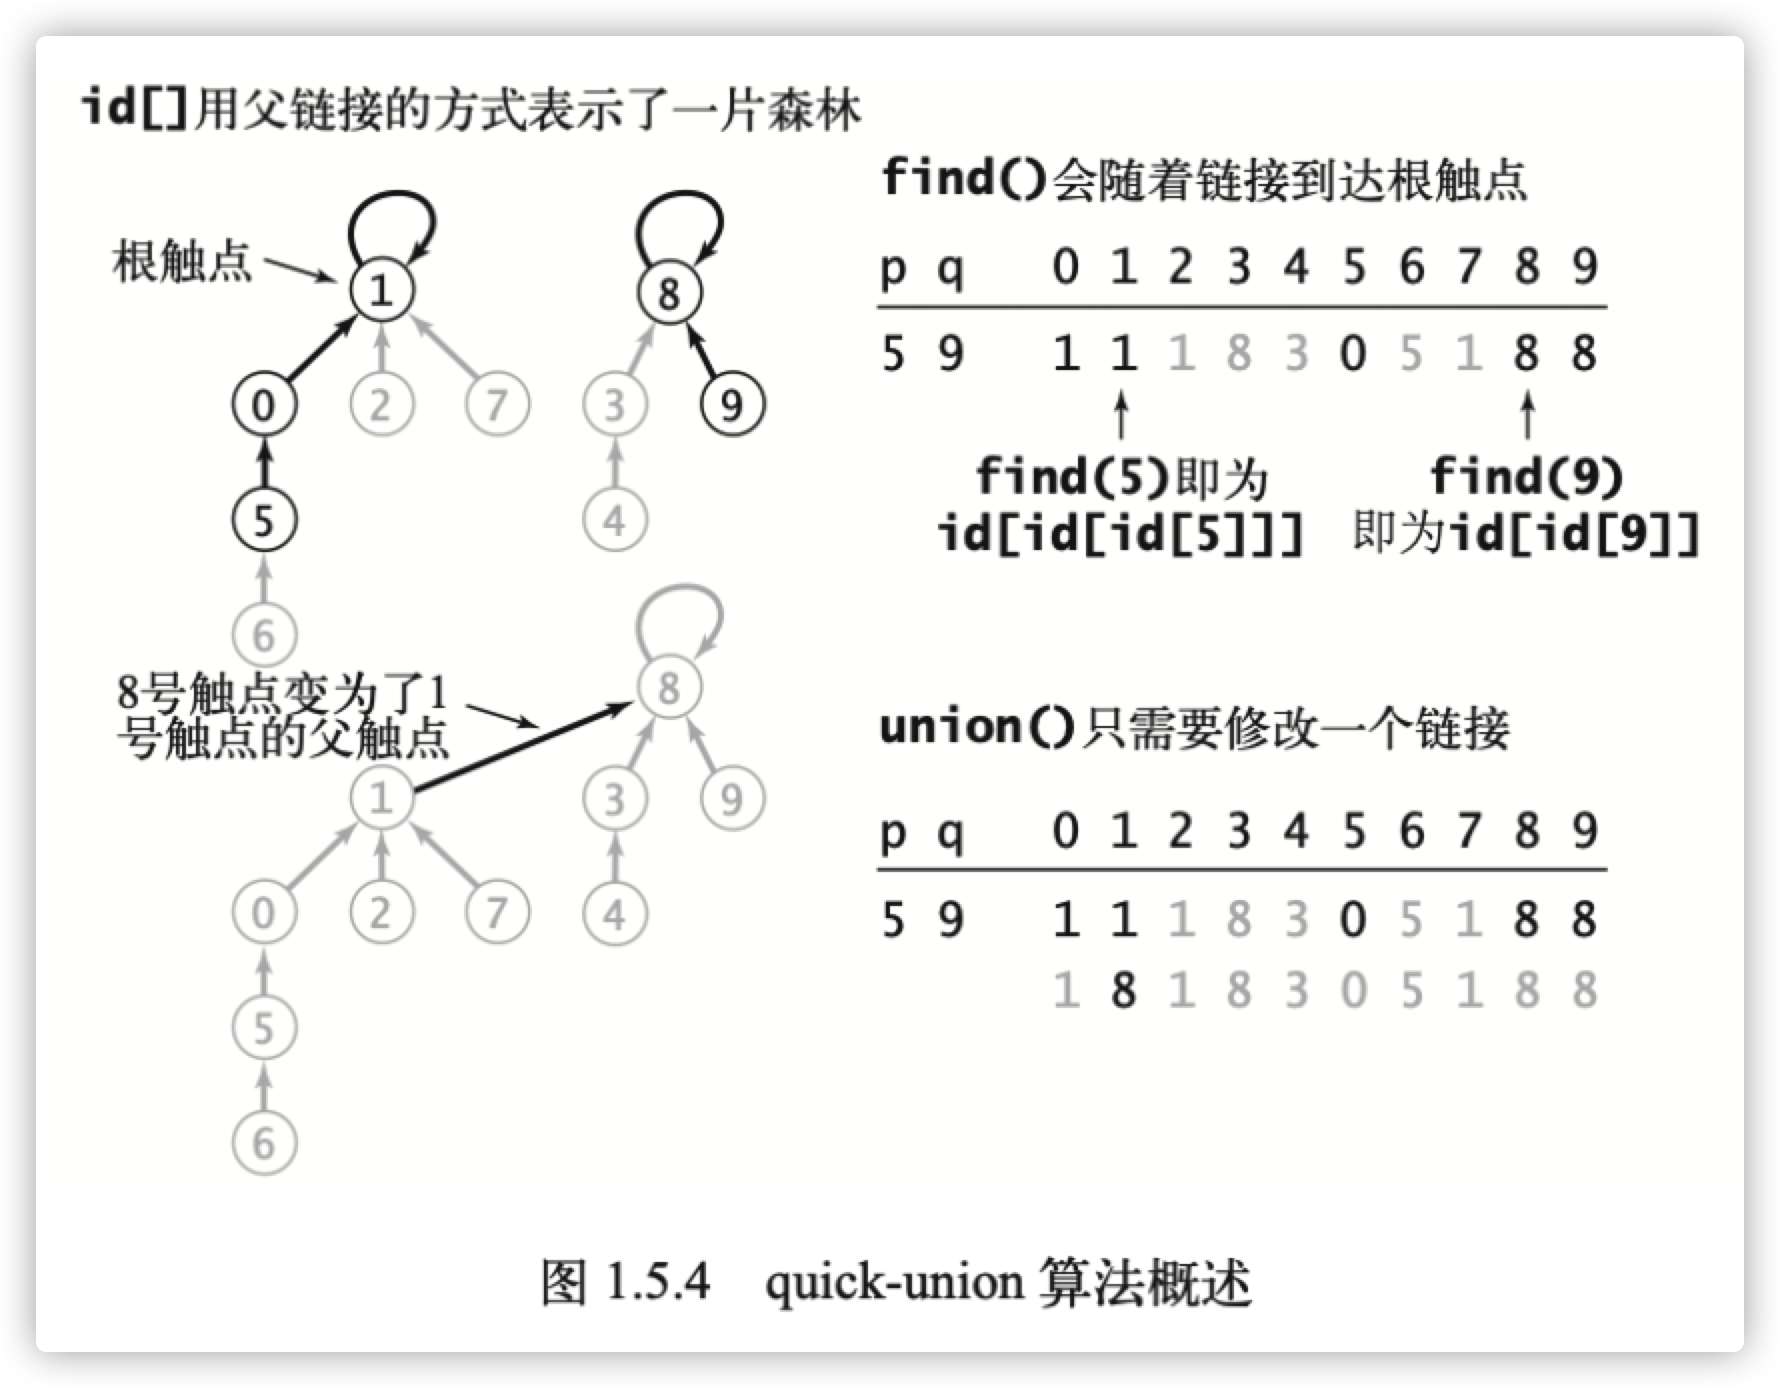 id[]用父链接的方式表示了一片森林
根触点
1
8
0
2
7
3
9
5
4
6
find()会随着链接到达根触点
p q 0 1 2 3 4 5 6 7 8 9
5 9 1 1 1 8 3 0 5 1 8 8
find(5)即为
id[id[id[5]]]
find(9)
即为id[id[9]]
8号触点变为了1
号触点的父触点
8
1
3
9
0
2
7
4
5
6
union()只需要修改一个链接
p q 0 1 2 3 4 5 6 7 8 9
5 9 1 1 1 8 3 0 5 1 8 8
1 8 1 8 3 0 5 1 8 8
图 1.5.4 quick-union 算法概述